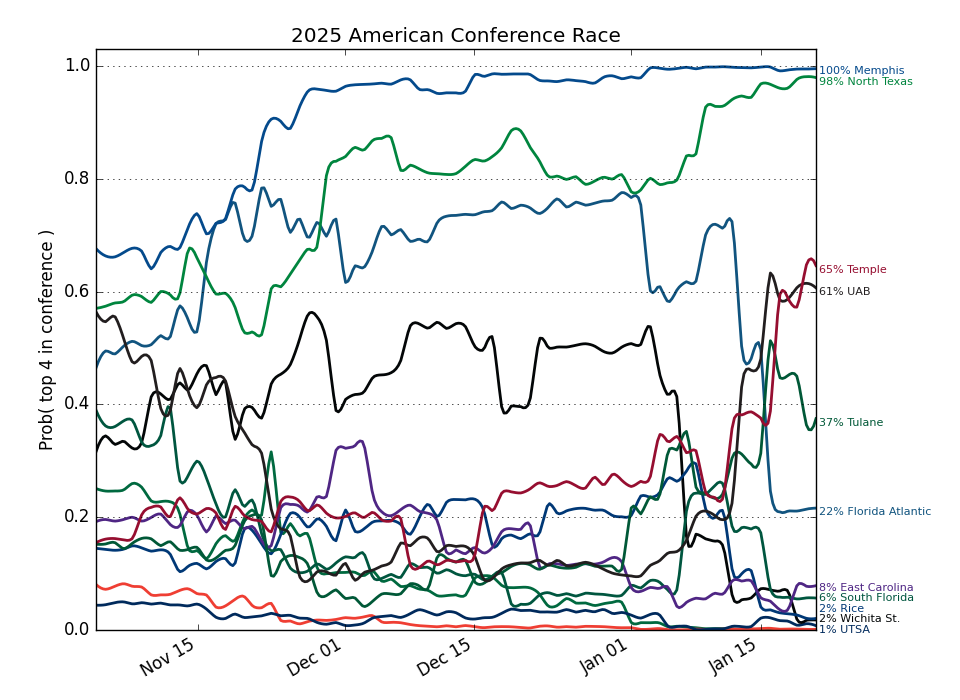 2025 American Conference Race
Prob( top 4 in conference )
1.0
0.8
0.6
0.4
0.2
0.0
Nov 15
Dec 01
Dec 15
Jan 01
Jan 15
100% Memphis
98% North Texas
65% Temple
61% UAB
37% Tulane
22% Florida Atlantic
8% East Carolina
6% South Florida
2% Rice
2% Wichita St.
1% UTSA